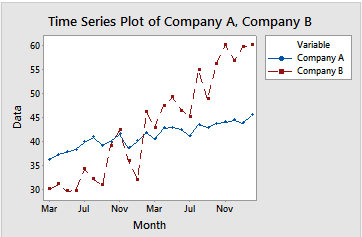 Time Series Plot of Company A, Company B
60
55
50
45
40
35
30
Data
Mar Jul Nov Mar Jul Nov
Month
Variable
Company A
Company B